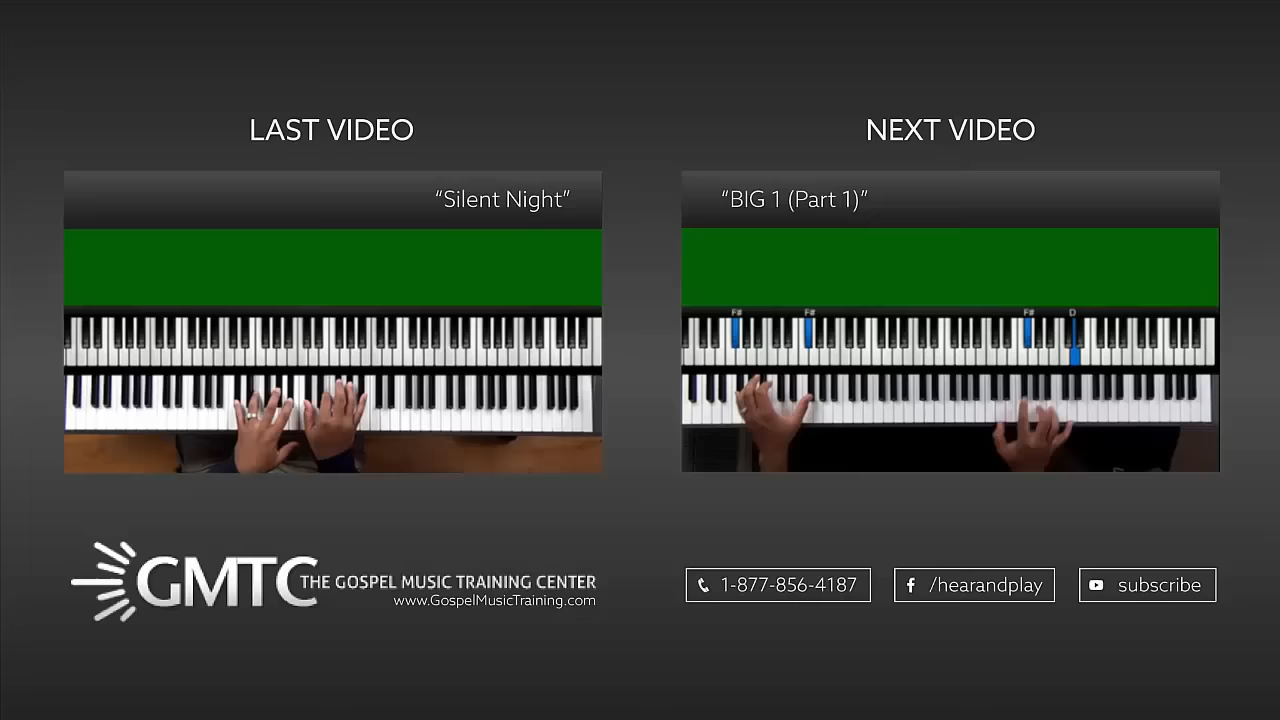 LAST VIDEO
NEXT VIDEO
“Silent Night”
“BIG 1 (Part 1)”
F#
F#
F#
D
GMTC THE GOSPEL MUSIC TRAINING CENTER
www.GospelMusicTraining.com
1-877-856-4187
/hearandplay
subscribe